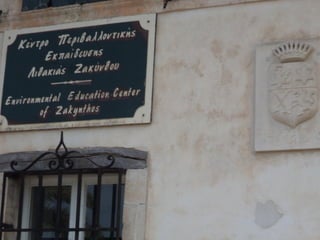 Κέντρο Περιβαλλοντικής
Εκπαίδευσης
Λιθακιάς Ζακύνθου
Environmental Education Center
of Zakynthos